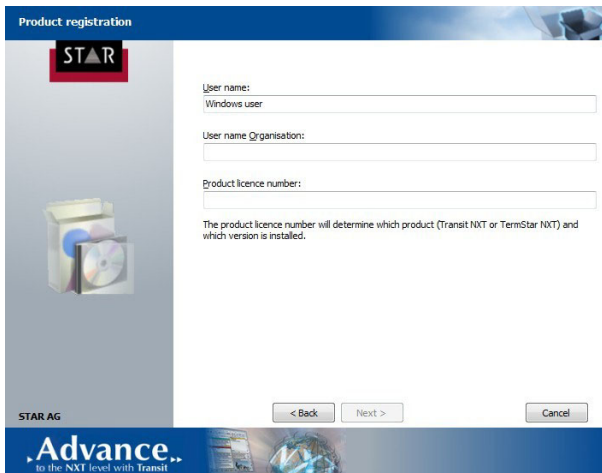 Product registration
STAR
User name:
Windows user
User name Organisation:
Product licence number:
The product licence number will determine which product (Transit NXT or TermStar NXT) and
which version is installed.
STAR AG
< Back
Next >
Cancel
Advance
to the NXT level with Transit